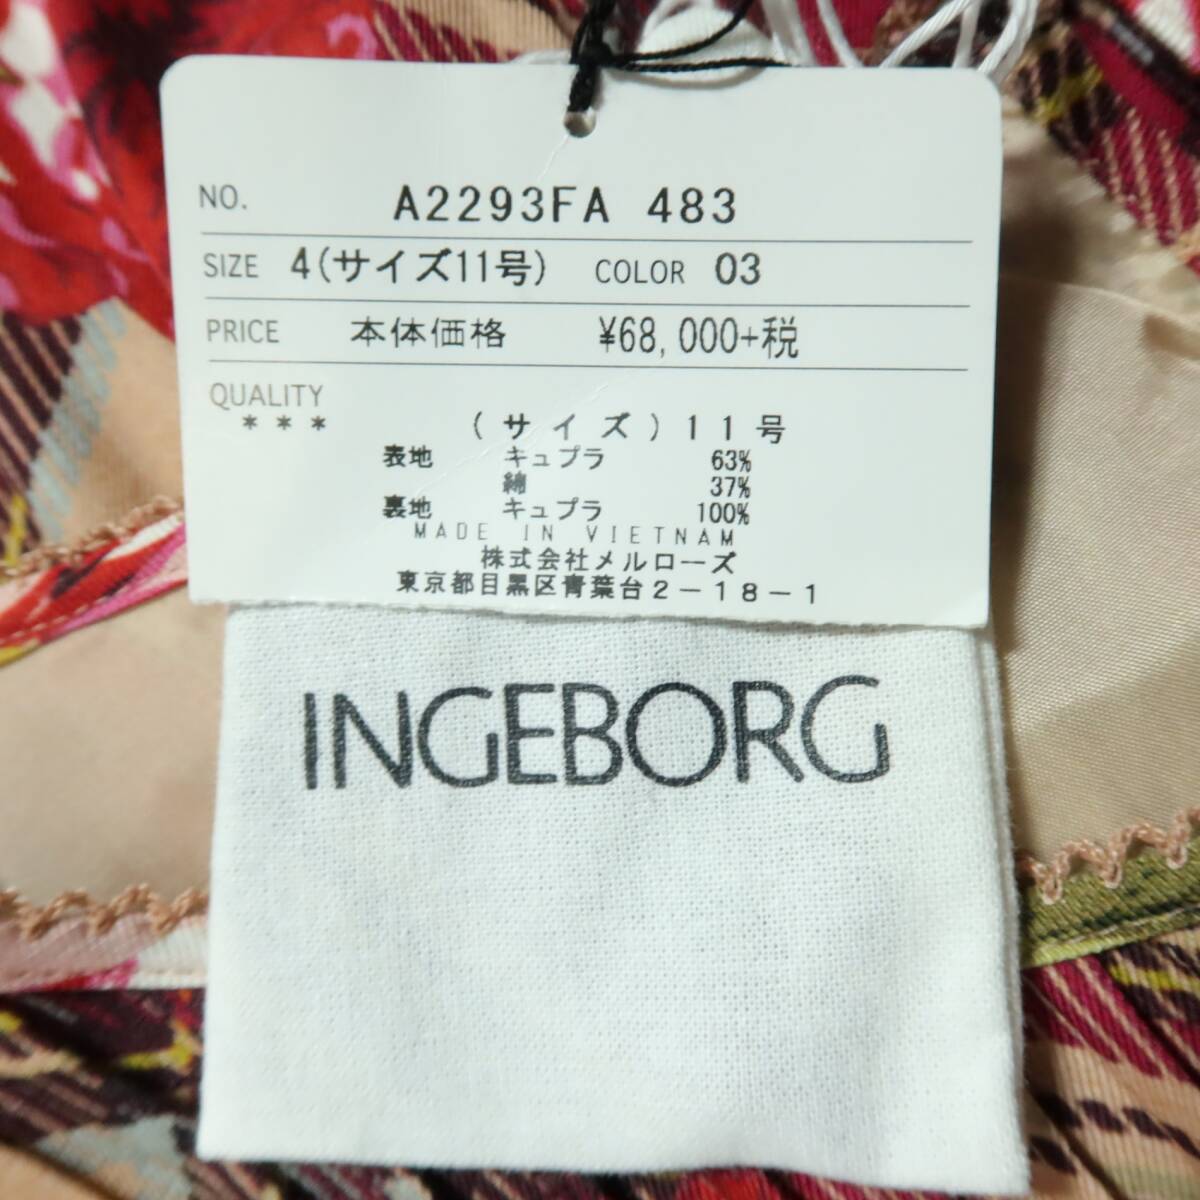 NO. A2293FA 483
SIZE 4(サイズ11号) COLOR 03
PRICE 本体価格 ¥68,000+税
QUALITY
＊＊＊ (サイズ)11号
表地 キュプラ 63%
綿 37%
裏地 キュプラ 100%
MADE IN VIETNAM
株式会社メルローズ
東京都目黒区青葉台2-18-1
INGEBORG